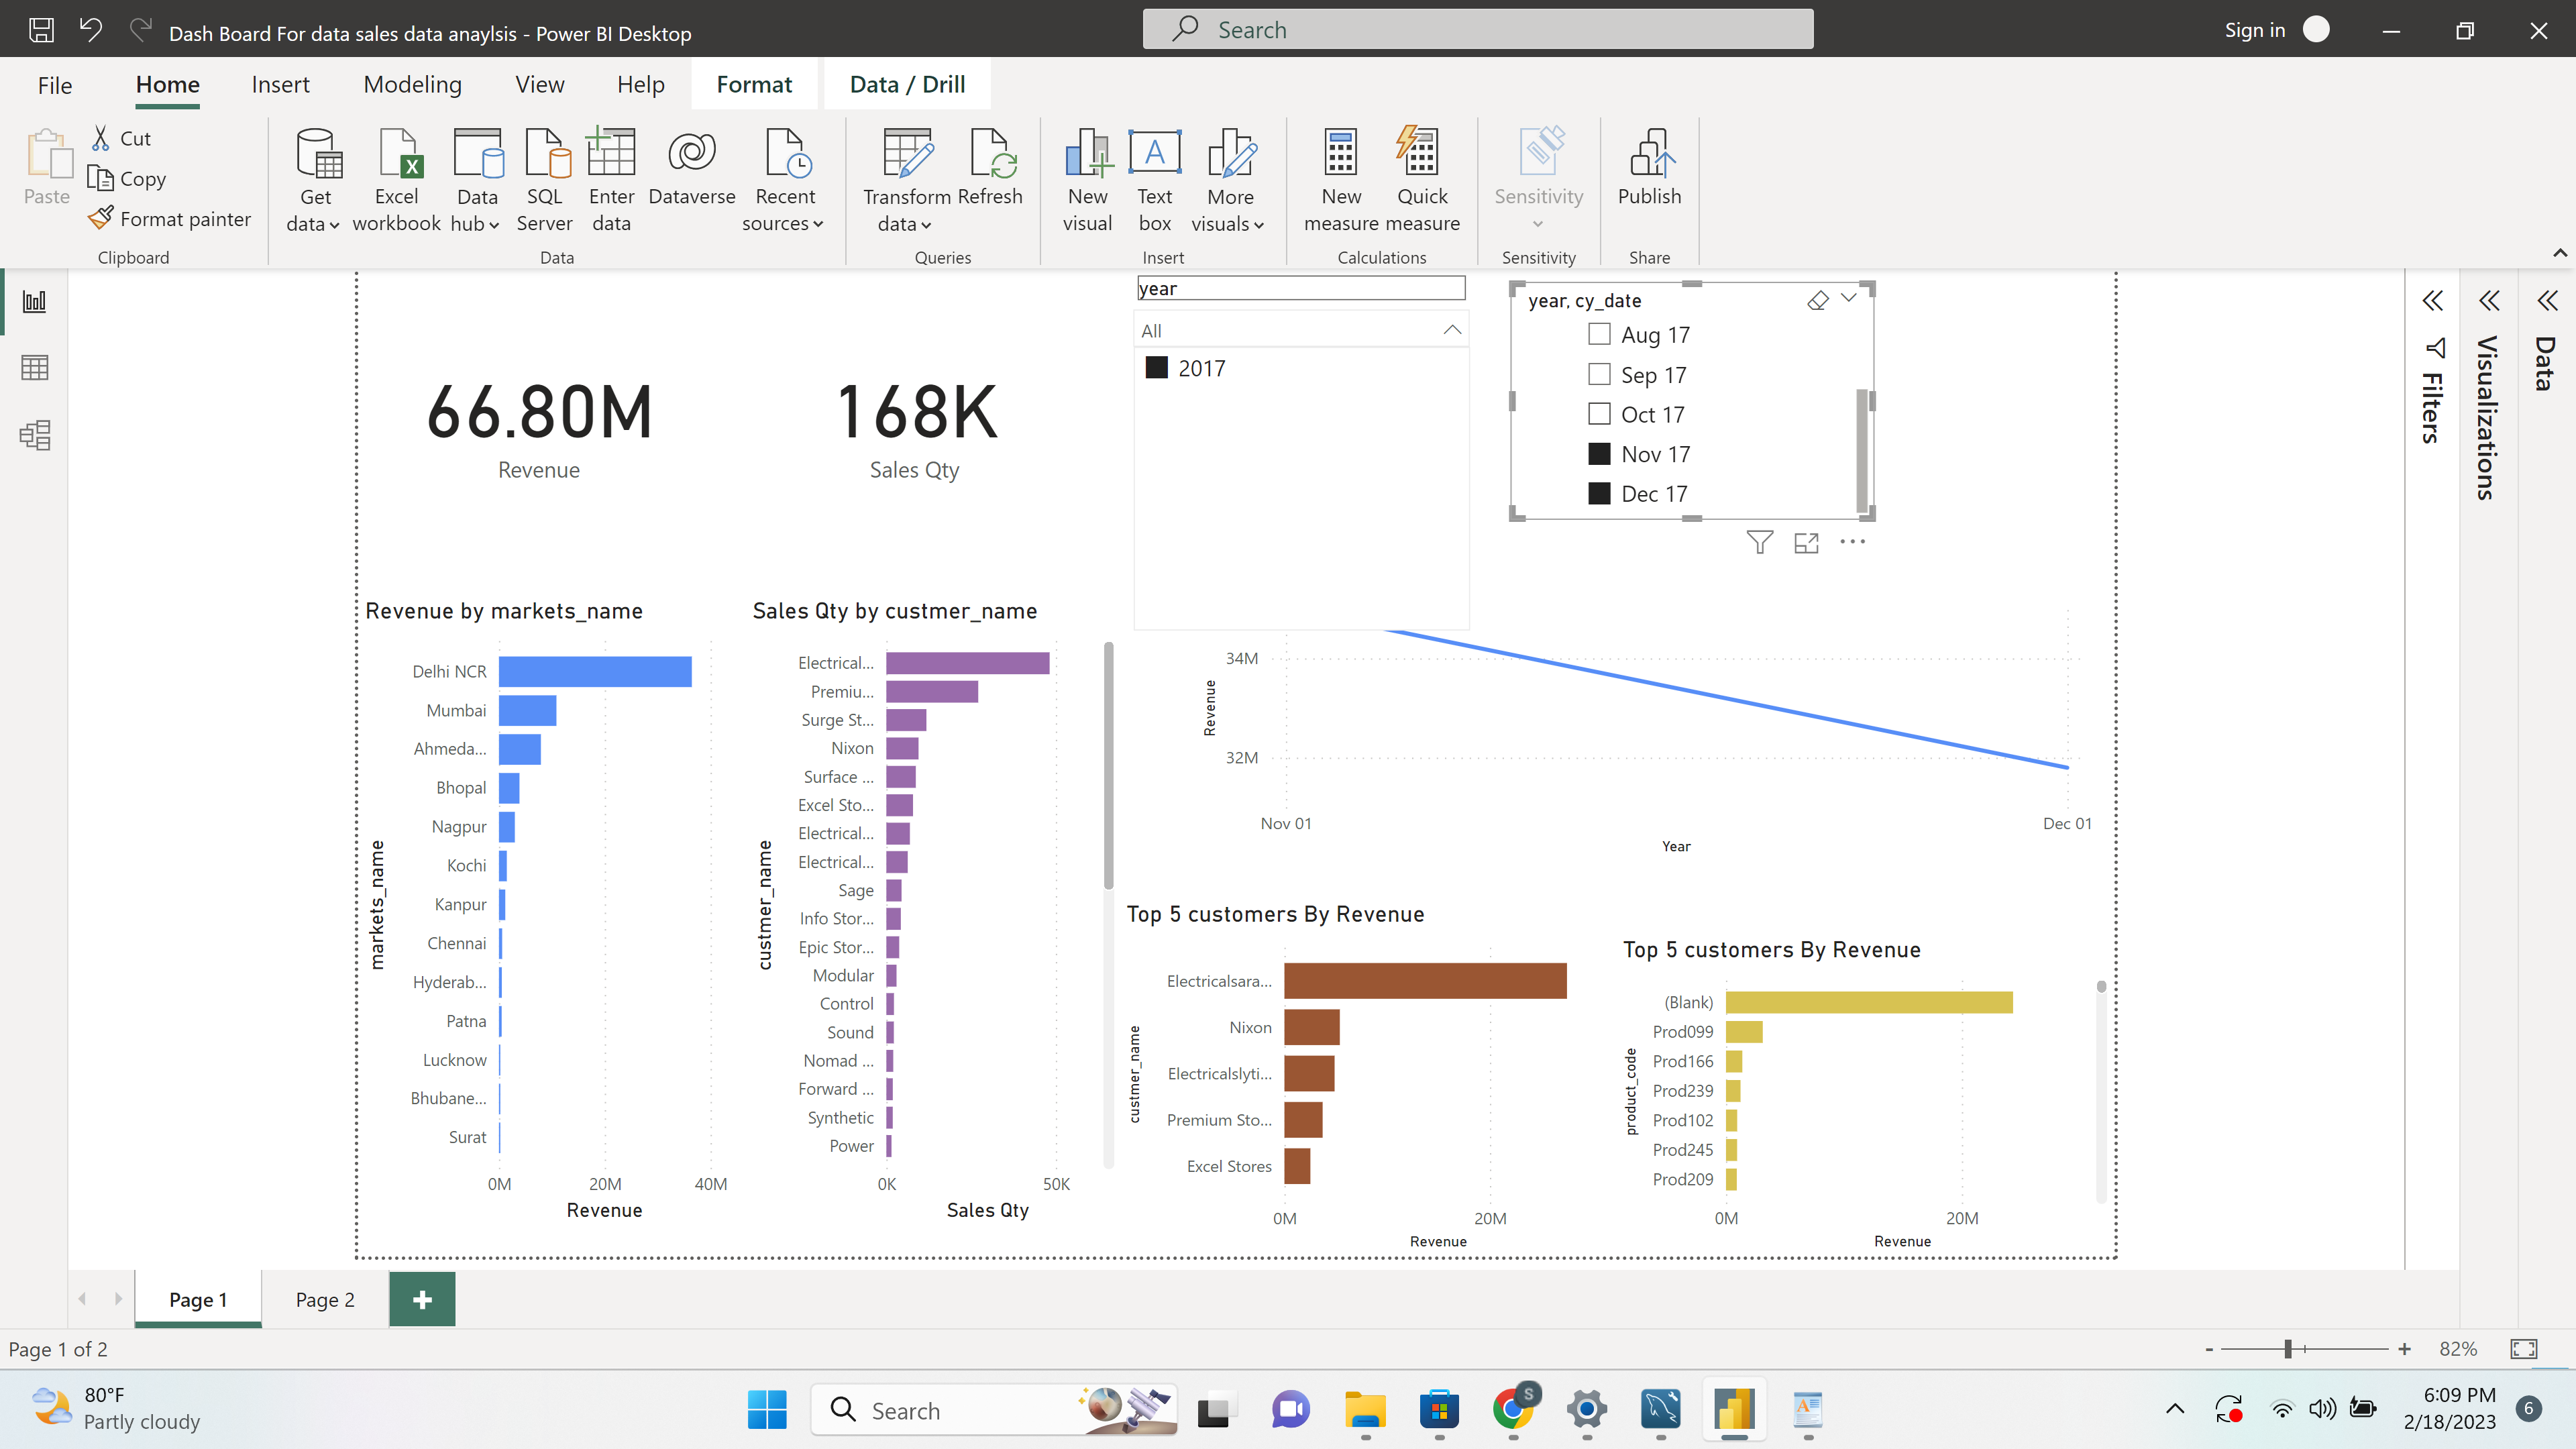 Dash Board For data sales data anaylsis - Power BI Desktop
Search
Sign in
File
Home
Insert
Modeling
View
Help
Format
Data / Drill
Paste
Cut
Copy
Format painter
Clipboard
Get data
Excel workbook
Data hub
SQL Server
Enter data
Dataverse
Recent sources
Data
Transform data
Refresh
Queries
New visual
Text box
More visuals
Insert
New measure
Quick measure
Calculations
Sensitivity
Sensitivity
Publish
Share
66.80M
Revenue
168K
Sales Qty
year
All
2017
year, cy_date
Aug 17
Sep 17
Oct 17
Nov 17
Dec 17
Filters
Visualizations
Data
Revenue by markets_name
markets_name
Delhi NCR
Mumbai
Ahmeda...
Bhopal
Nagpur
Kochi
Kanpur
Chennai
Hyderab...
Patna
Lucknow
Bhubane...
Surat
0M 20M 40M
Revenue
Sales Qty by custmer_name
custmer_name
Electrical...
Premiu...
Surge St...
Nixon
Surface ...
Excel Sto...
Electrical...
Electrical...
Sage
Info Stor...
Epic Stor...
Modular
Control
Sound
Nomad ...
Forward ...
Synthetic
Power
0K 50K
Sales Qty
Revenue
34M
32M
Nov 01 Dec 01
Year
Top 5 customers By Revenue
custmer_name
Electricalsara...
Nixon
Electricalslyti...
Premium Sto...
Excel Stores
0M 20M
Revenue
Top 5 customers By Revenue
product_code
(Blank)
Prod099
Prod166
Prod239
Prod102
Prod245
Prod209
0M 20M
Revenue
Page 1
Page 2
Page 1 of 2
- + 82%
80°F
Partly cloudy
Search
S
6:09 PM
2/18/2023
6